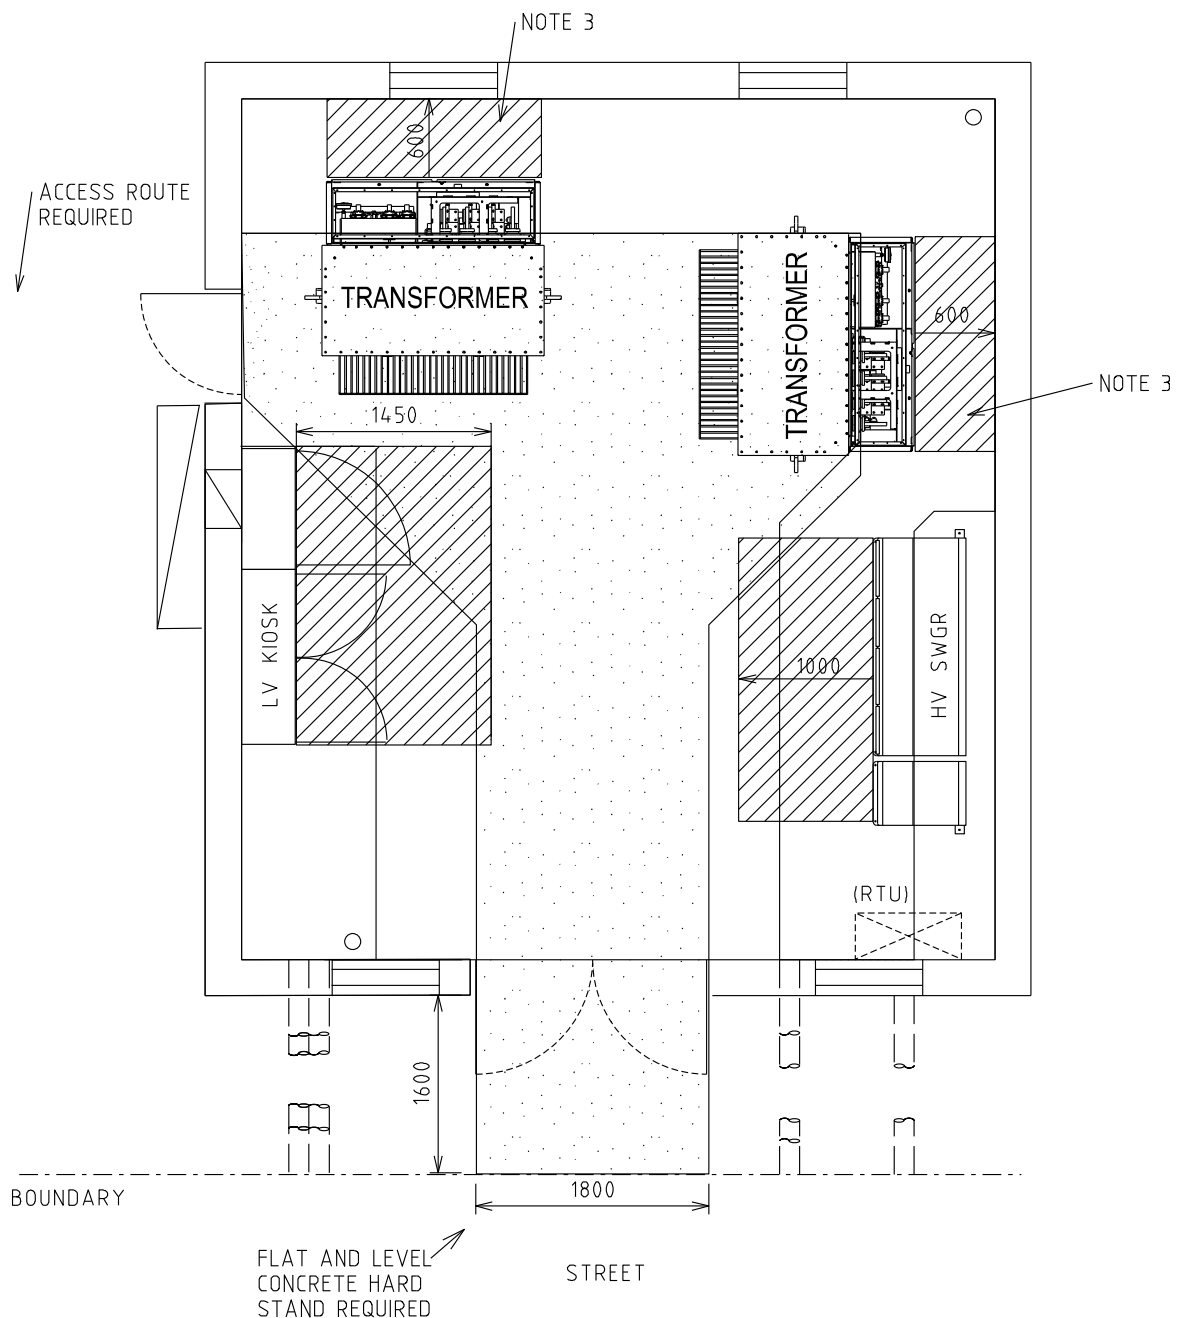 NOTE 3
600
ACCESS ROUTE
REQUIRED
TRANSFORMER
TRANSFORMER
600
NOTE 3
1450
LV KIOSK
1000
HV SWGR
(RTU)
1600
BOUNDARY
1800
FLAT AND LEVEL
CONCRETE HARD
STAND REQUIRED
STREET